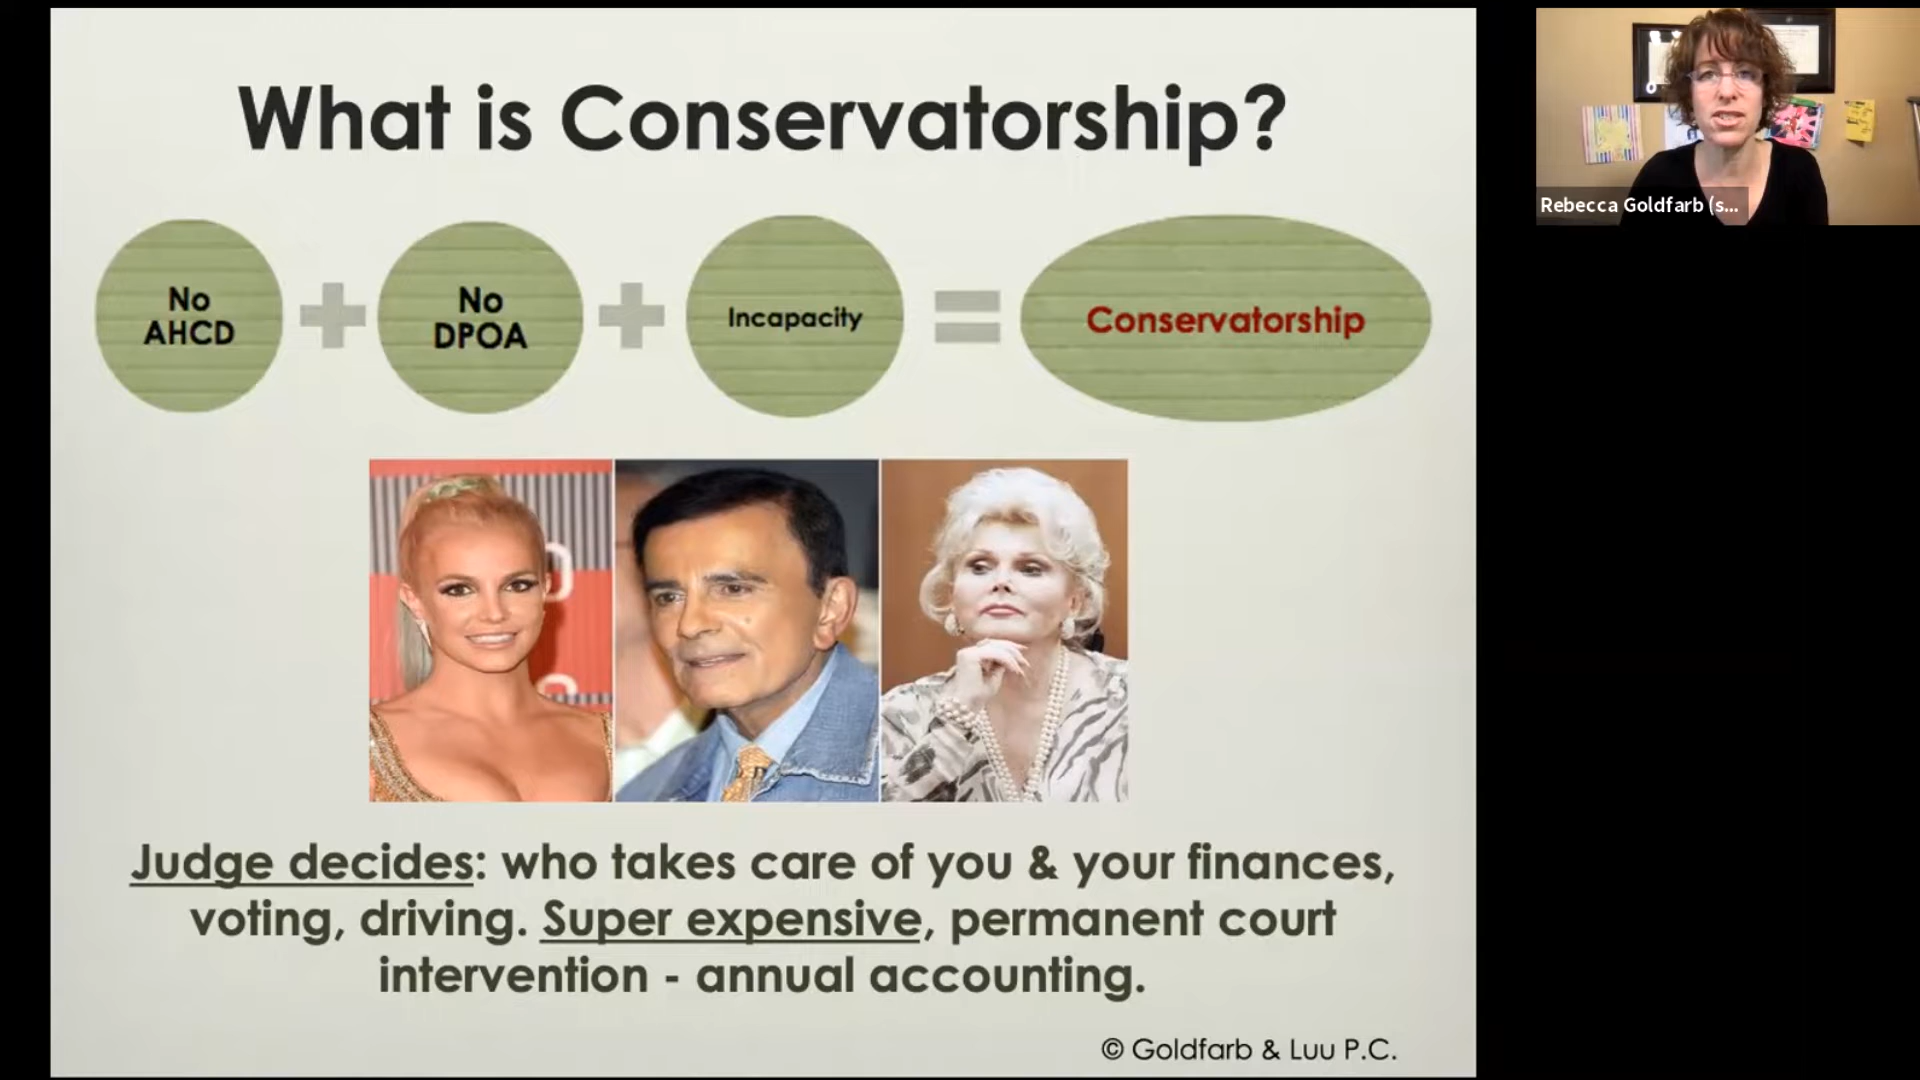 What is Conservatorship?
No
AHCD
No
DPOA
Incapacity
Conservatorship
Judge decides: who takes care of you & your finances,
voting, driving. Super expensive, permanent court
intervention - annual accounting.
© Goldfarb & Luu P.C.
Rebecca Goldfarb (s...